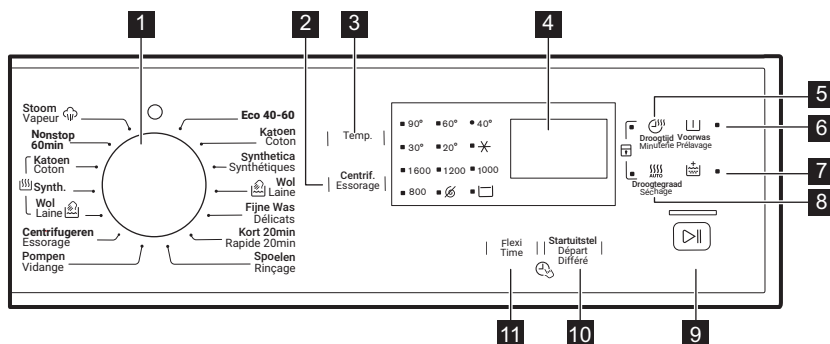 1
2
3
4
5
6
7
8
9
10
11
Stoom
Vapeur
Nonstop
60min
Katoen
Coton
Synth.
Wol
Laine
Centrifugeren
Essorage
Pompen
Vidange
Eco 40-60
Katoen
Coton
Synthetica
Synthétiques
Wol
Laine
Fijne Was
Délicats
Kort 20min
Rapide 20min
Spoelen
Rinçage
Temp.
Centrif.
Essorage
90° 60° 40°
30° 20°
1600 1200 1000
800
Flexi
Time
Startuitstel
Départ
Différé
Droogtijd
Minuterie
Voorwas
Prélavage
AUTO
Droogtegraad
Séchage